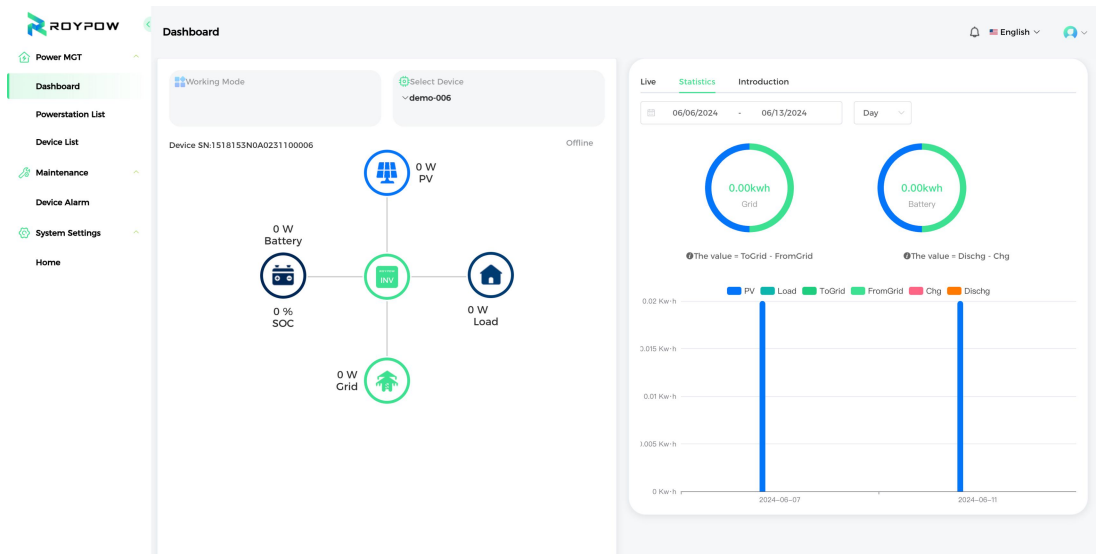 ROYPOW
Power MGT
Dashboard
Powerstation List
Device List
Maintenance
Device Alarm
System Settings
Home
Dashboard
English
Working Mode
Select Device
demo-006
Device SN:1518153N0A0231100006
Offline
0 W
PV
0 W
Battery
INV
0 %
SOC
0 W
Load
0 W
Grid
Live Statistics Introduction
06/06/2024 - 06/13/2024 Day
0.00kwh
Grid
0.00kwh
Battery
The value = ToGrid - FromGrid
The value = Dischg - Chg
PV Load ToGrid FromGrid Chg Dischg
0.02 Kw·h
0.015 Kw·h
0.01 Kw·h
0.005 Kw·h
0 Kw·h
2024-06-07 2024-06-11